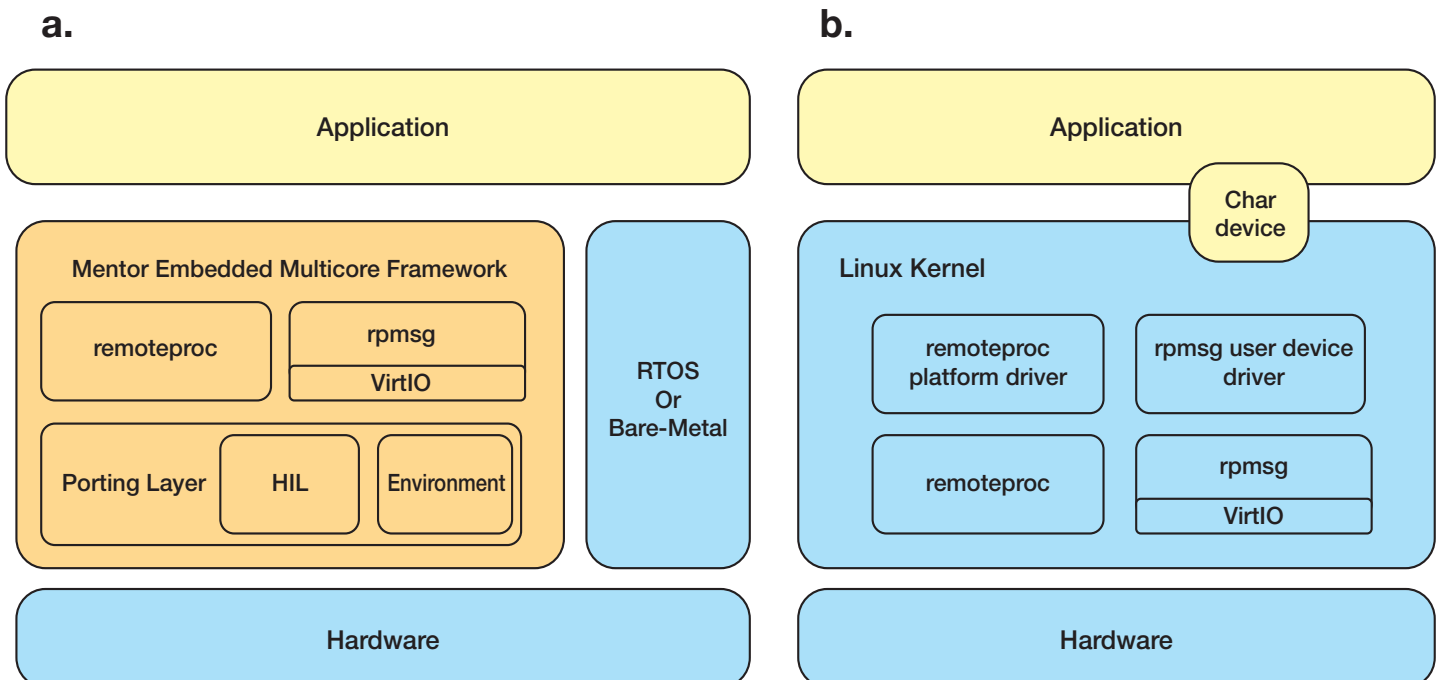 a.
Application
Mentor Embedded Multicore Framework
remoteproc
rpmsg
VirtIO
Porting Layer
HIL
Environment
RTOS
Or
Bare-Metal
Hardware
b.
Application
Char
device
Linux Kernel
remoteproc
platform driver
rpmsg user device
driver
remoteproc
rpmsg
VirtIO
Hardware